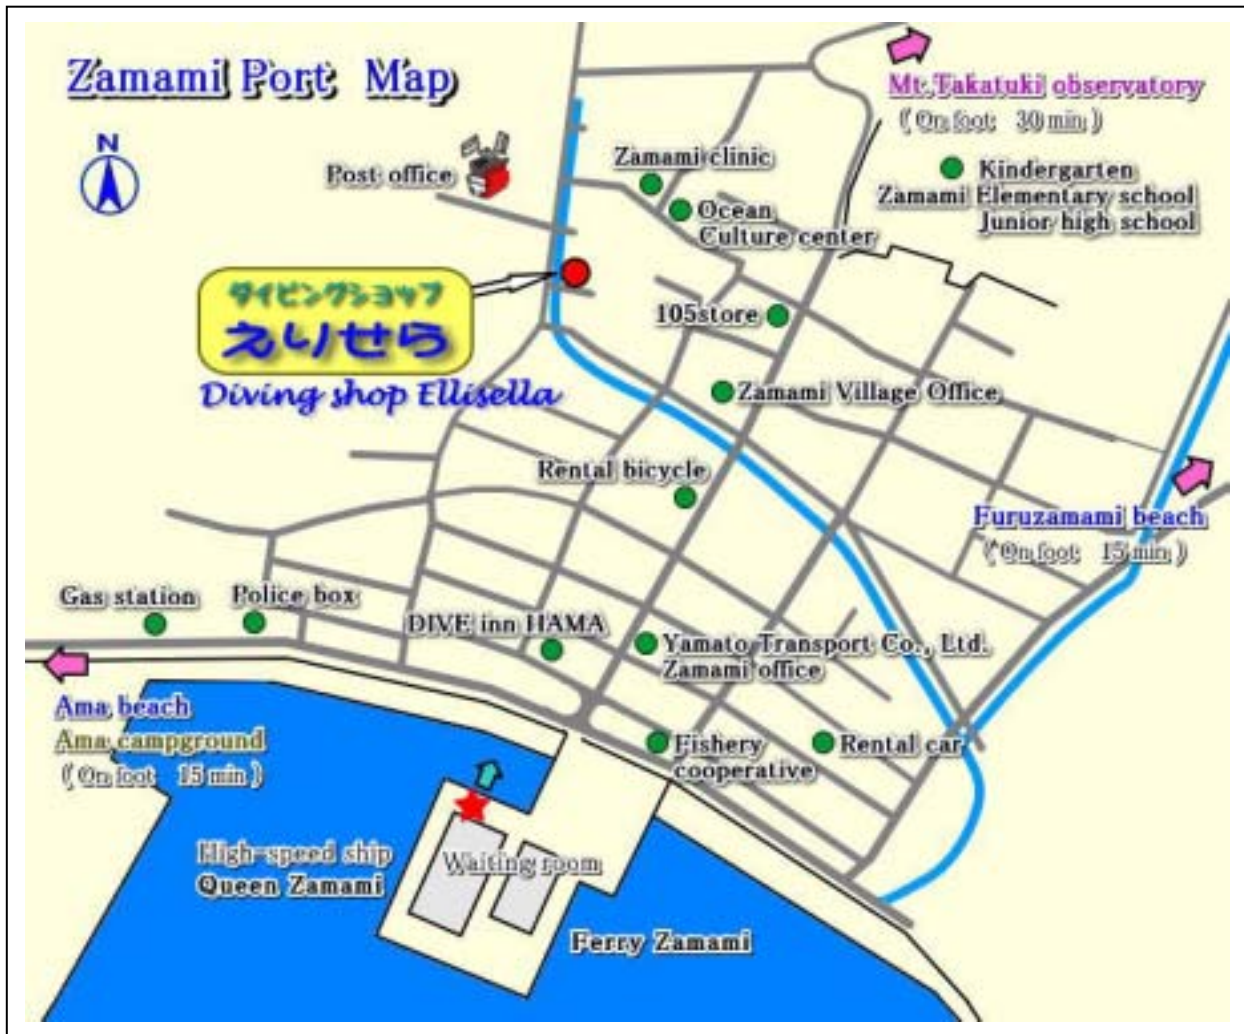 Zamami Port Map
N
Mt. Takatuki observatory
( On foot: 30 min )
Post office
Zamami clinic
Kindergarten
Zamami Elementary school
Junior high school
Ocean
Culture center
ダイビングショップ
えりせら
Diving shop Ellisella
105store
Zamami Village Office
Rental bicycle
Furuzamami beach
( On foot: 15 min )
Gas station
Police box
DIVE inn HAMA
Yamato Transport Co., Ltd.
Zamami office
Ama beach
Ama campground
( On foot 15 min )
Fishery
cooperative
Rental car
High-speed ship
Queen Zamami
Waiting room
Ferry Zamami